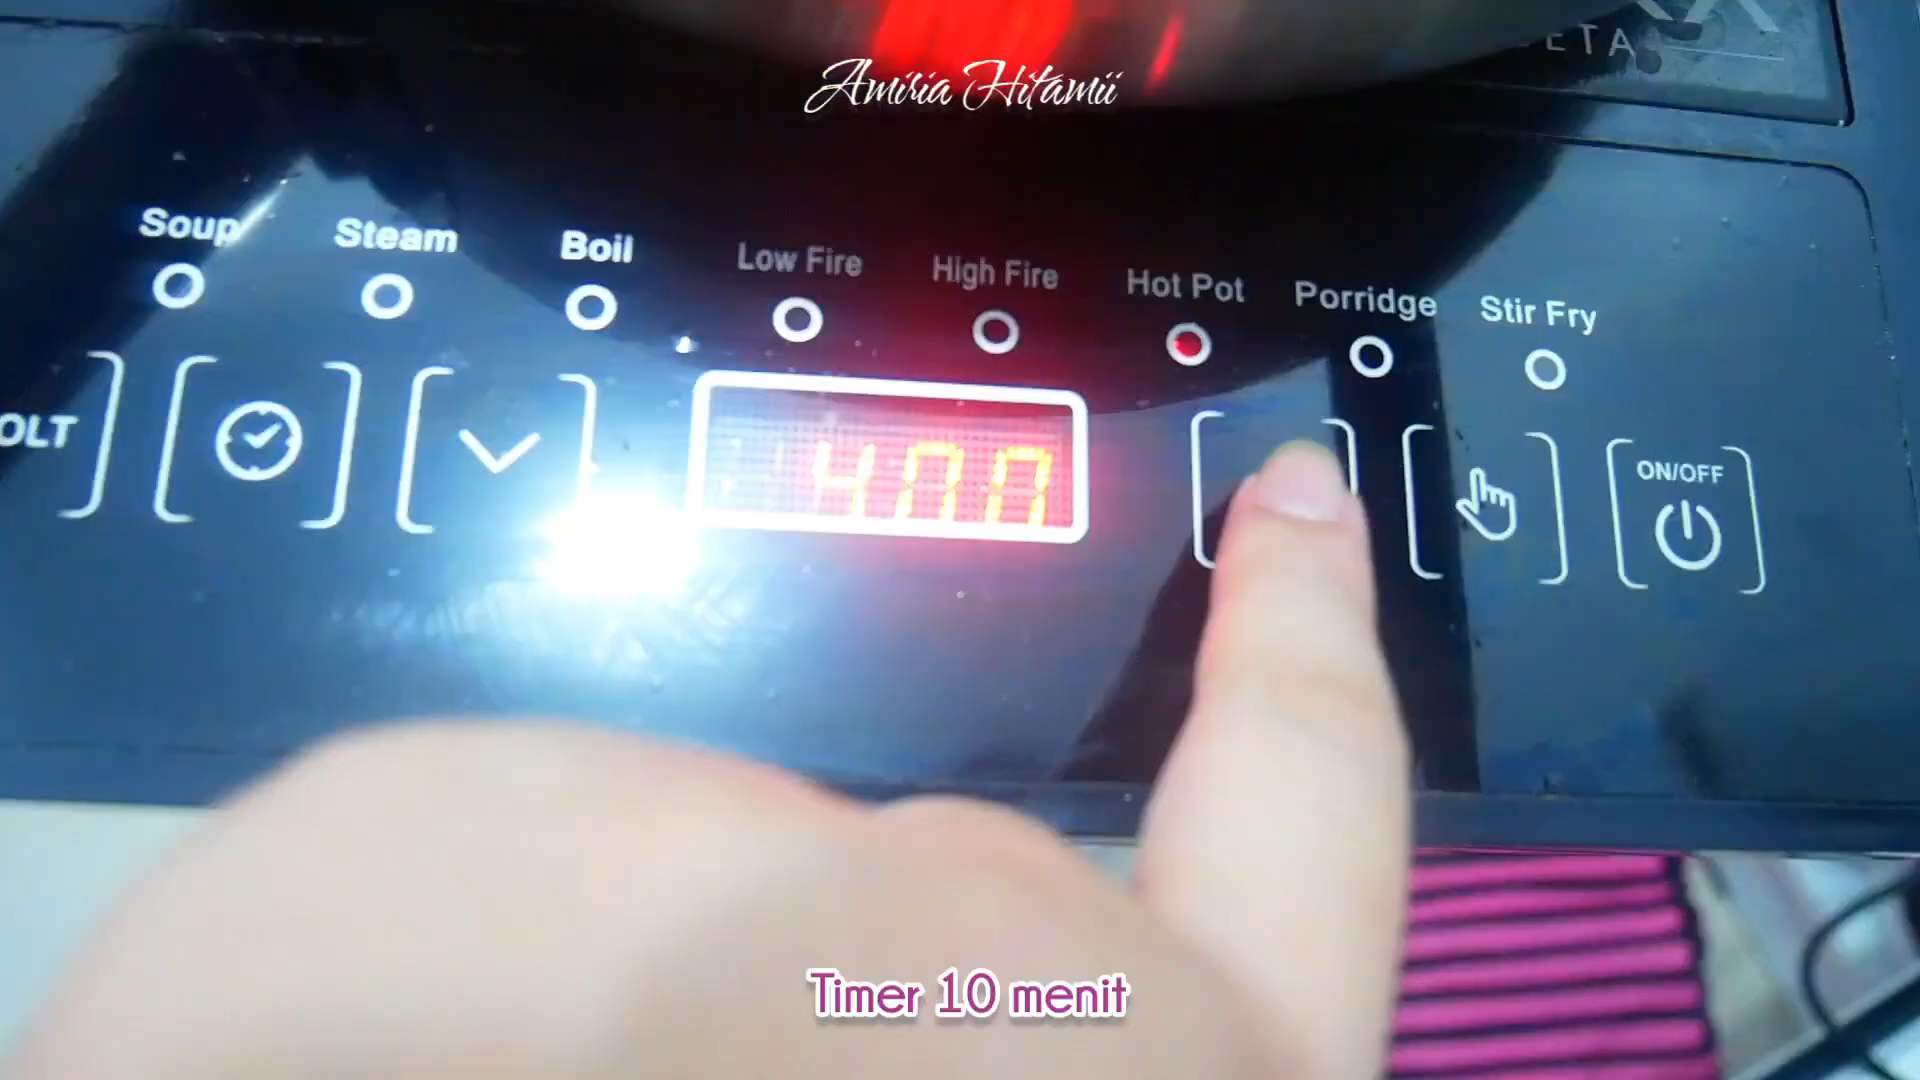 Amiria Hitamii
Soup
Steam
Boil
Low Fire
High Fire
Hot Pot
Porridge
Stir Fry
400
ON/OFF
Timer 10 menit